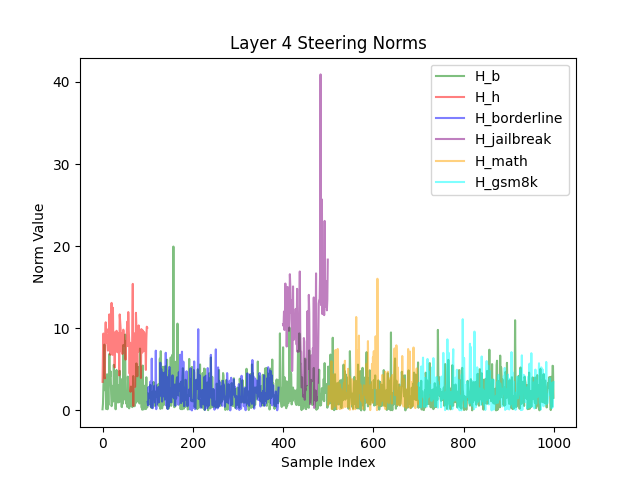 Layer 4 Steering Norms
Norm Value
40
30
20
10
0
H_b
H_h
H_borderline
H_jailbreak
H_math
H_gsm8k
0 200 400 600 800 1000
Sample Index